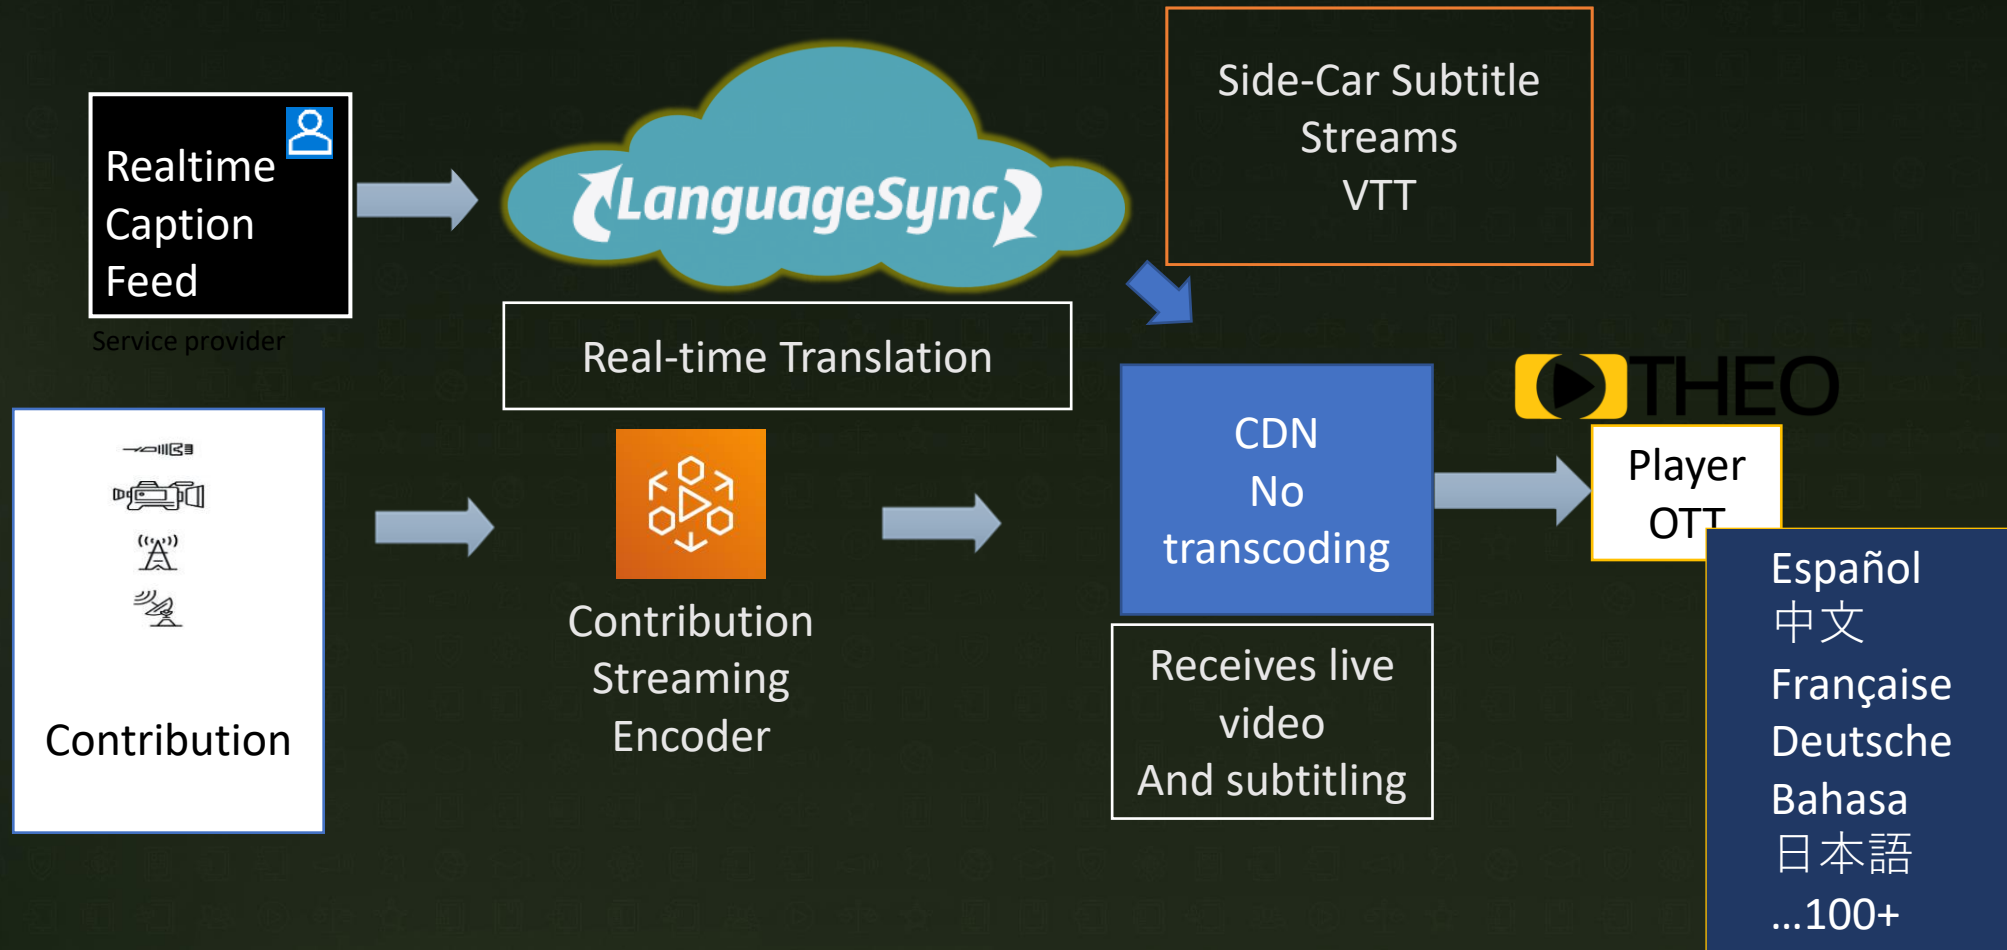 Realtime
Caption
Feed
Service provider
LanguageSync
Real-time Translation
Side-Car Subtitle
Streams
VTT
Contribution
Contribution
Streaming
Encoder
CDN
No
transcoding
Receives live
video
And subtitling
THEO
Player
OTT
Español
中文
Française
Deutsche
Bahasa
日本語
...100+